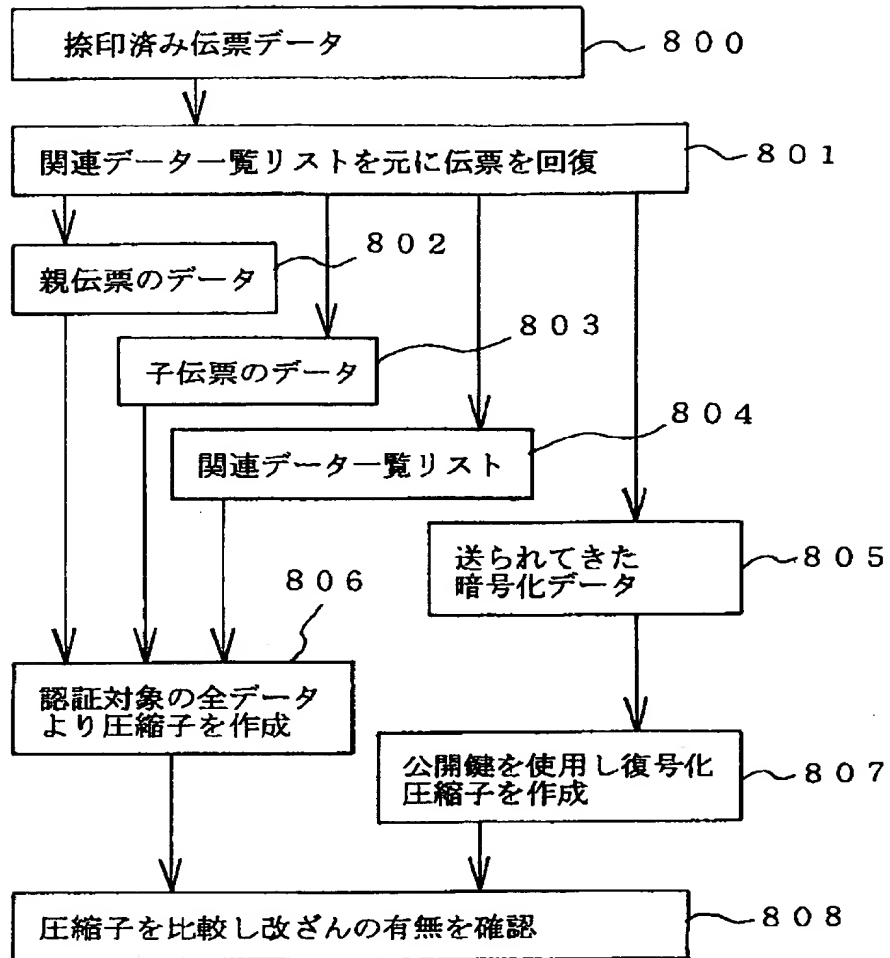 捺印済み伝票データ
800
関連データ一覧リストを元に伝票を回復
801
親伝票のデータ
802
子伝票のデータ
803
関連データ一覧リスト
804
送られてきた
暗号化データ
805
認証対象の全データ
より圧縮子を作成
806
公開鍵を使用し復号化
圧縮子を作成
807
圧縮子を比較し改ざんの有無を確認
808